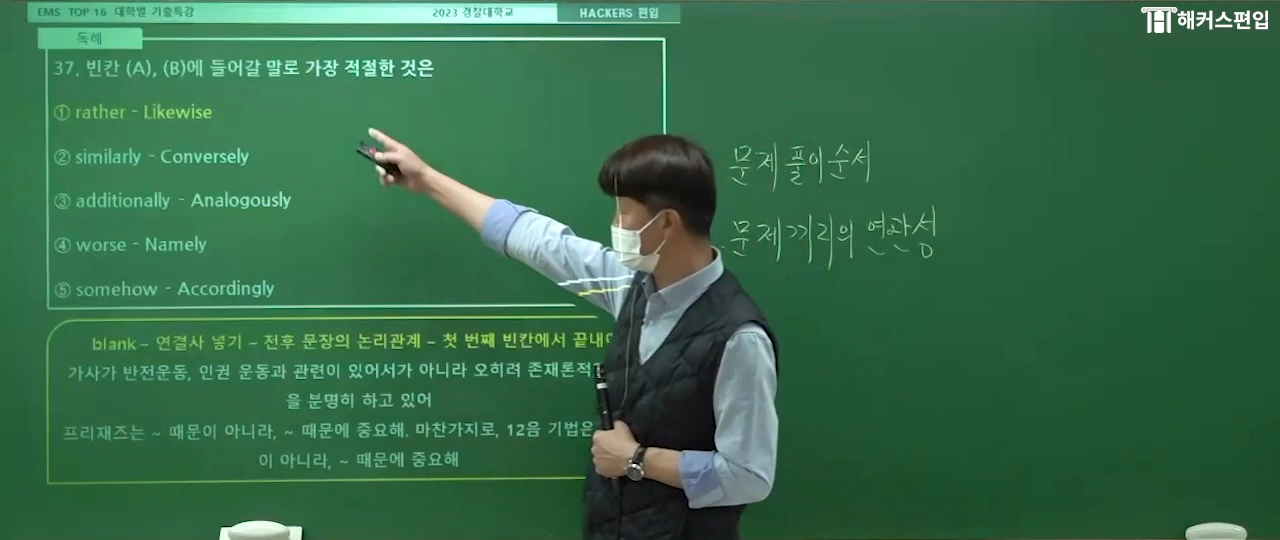 EMS TOP 16 대학별 기출특강
2023 경찰대학교
HACKERS 편입
해커스편입
독해
37. 빈칸 (A), (B)에 들어갈 말로 가장 적절한 것은
① rather - Likewise
② similarly - Conversely
③ additionally - Analogously
④ worse - Namely
⑤ somehow - Accordingly
blank - 연결사 넣기 - 전후 문장의 논리관계 - 첫 번째 빈칸에서
가사가 반전운동, 인권 운동과 관련이 있어서가 아니라 오히려
을 분명히 하고 있어
프리재즈는 ~ 때문이 아니라, ~ 때문에 중요해. 마찬가지로, 12음 기법은
이 아니라, ~ 때문에 중요해
문제 풀이 순서
문제거리의 연관성